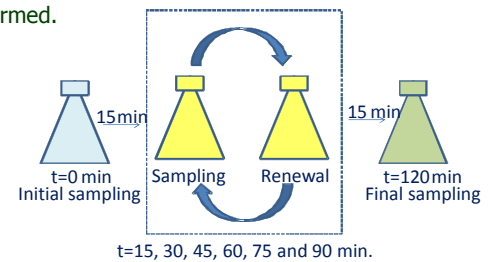 rmed.
15min
15 min
t=0 min
Initial sampling
Sampling
Renewal
t=120min
Final sampling
t=15, 30, 45, 60, 75 and 90 min.